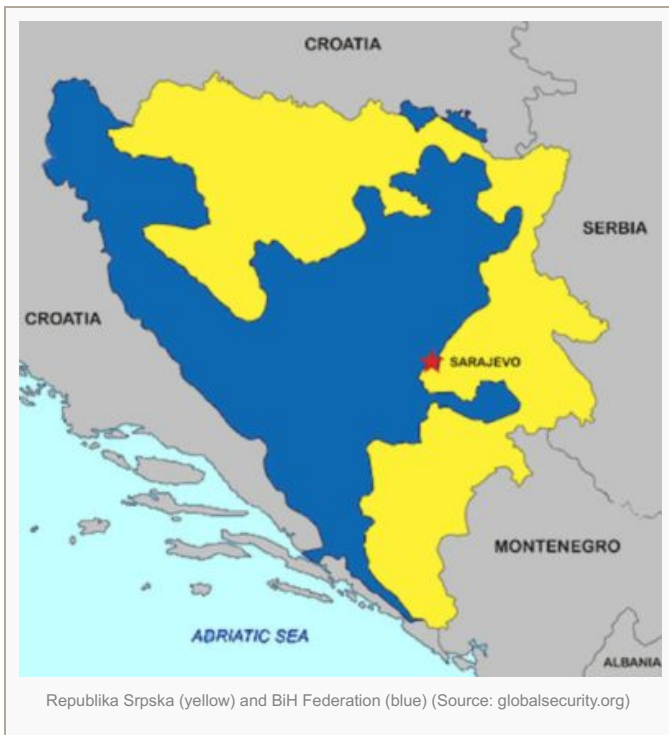 CROATIA
SERBIA
CROATIA
SARAJEVO
MONTENEGRO
ADRIATIC SEA
ALBANIA
Republika Srpska (yellow) and BiH Federation (blue) (Source: globalsecurity.org)